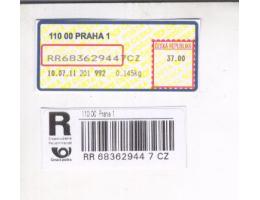 110 00 PRAHA 1
ČESKÁ REPUBLIKA
RR683629447CZ
37.00
10.07.11 201 992 0.145kg
R
110 00 Praha 1
RR 68362944 7 CZ